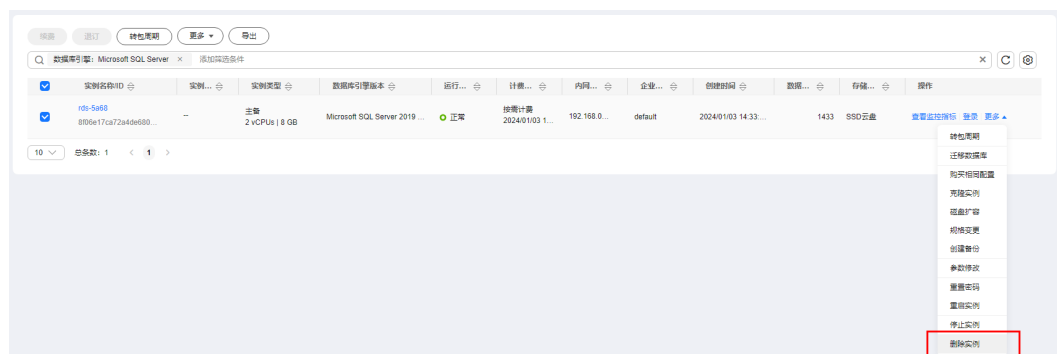 续费 退订 转包周期 更多 导出
数据库引擎: Microsoft SQL Server × 添加筛选条件
实例名称/ID 实例... 实例类型 数据库引擎版本 运行... 计费... 内网... 企业... 创建时间 数据... 存储... 操作
rds-5a68
8f06e17ca72a4de680... -- 主备
2 vCPUs | 8 GB Microsoft SQL Server 2019 ... 正常 按需计费
2024/01/03 1... 192.168.0... default 2024/01/03 14:33:... 1433 SSD云盘 查看监控指标 登录 更多
10 总条数: 1 < 1 >
转包周期
迁移数据库
购买相同配置
克隆实例
磁盘扩容
规格变更
创建备份
参数修改
重置密码
重启实例
停止实例
删除实例